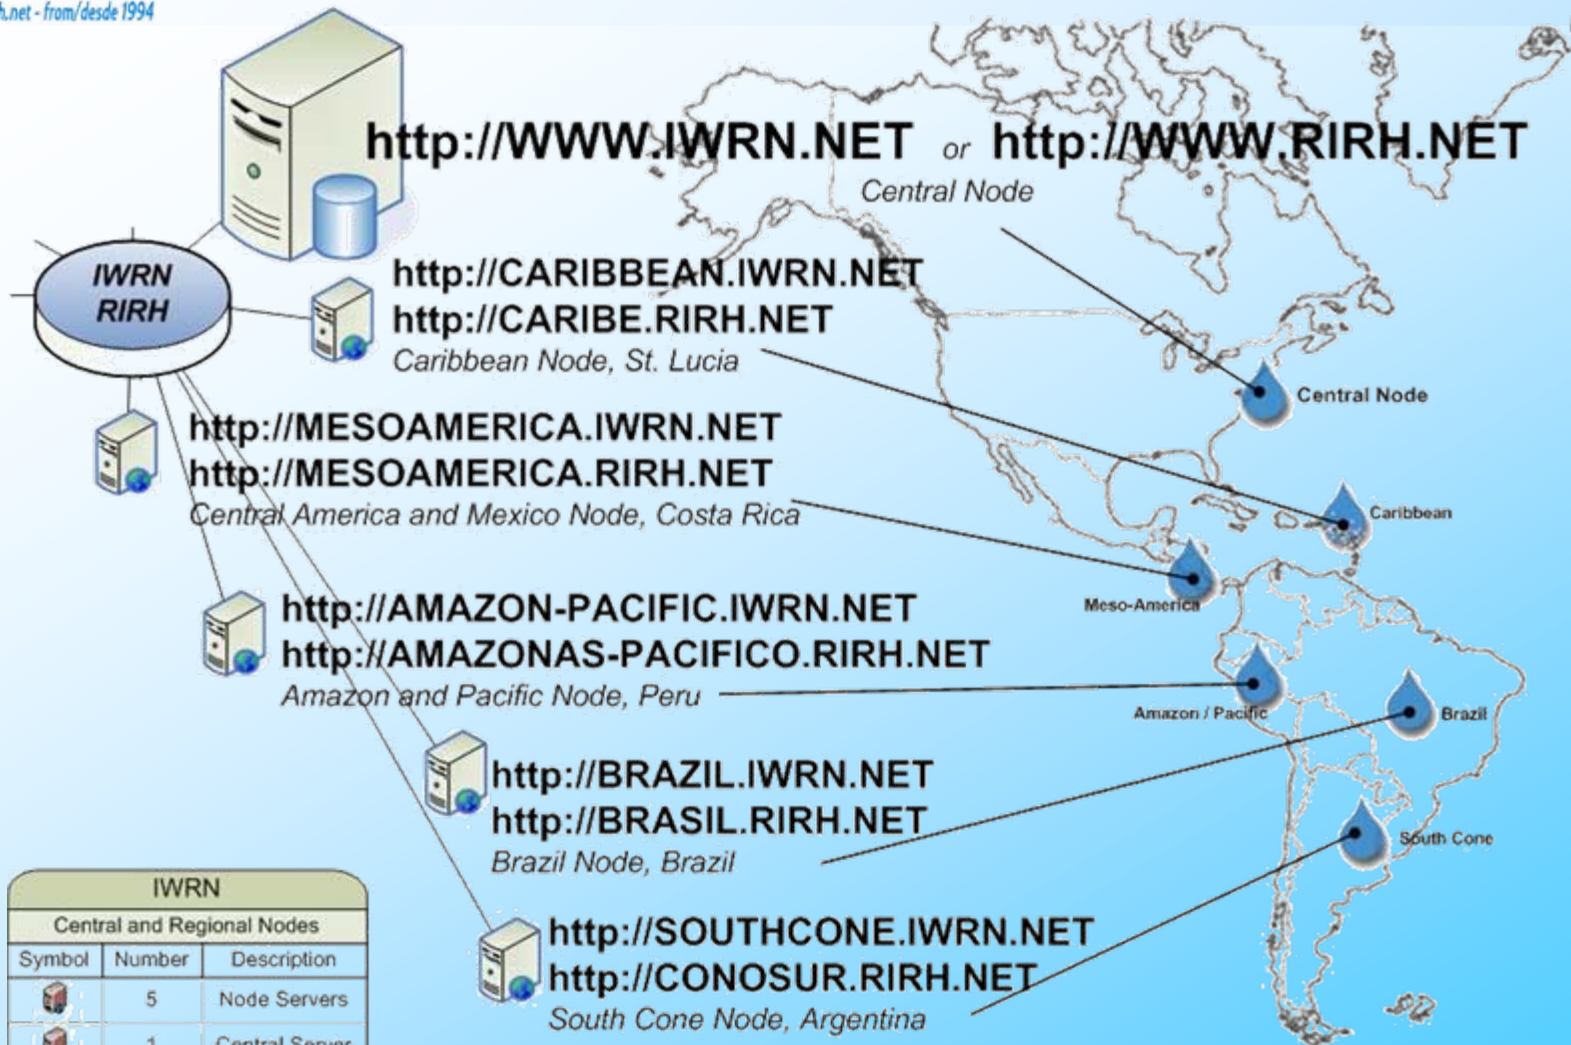 h.net - from/desde 1994
http://WWW.IWRN.NET or http://WWW.RIRH.NET
Central Node
IWRN
RIRH
http://CARIBBEAN.IWRN.NET
http://CARIBE.RIRH.NET
Caribbean Node, St. Lucia
Central Node
http://MESOAMERICA.IWRN.NET
http://MESOAMERICA.RIRH.NET
Central America and Mexico Node, Costa Rica
Caribbean
Meso-America
http://AMAZON-PACIFIC.IWRN.NET
http://AMAZONAS-PACIFICO.RIRH.NET
Amazon and Pacific Node, Peru
Amazon / Pacific
Brazil
http://BRAZIL.IWRN.NET
http://BRASIL.RIRH.NET
Brazil Node, Brazil
South Cone
http://SOUTHCONE.IWRN.NET
http://CONOSUR.RIRH.NET
South Cone Node, Argentina
IWRN
Central and Regional Nodes
Symbol Number Description
5 Node Servers
1 Central Server